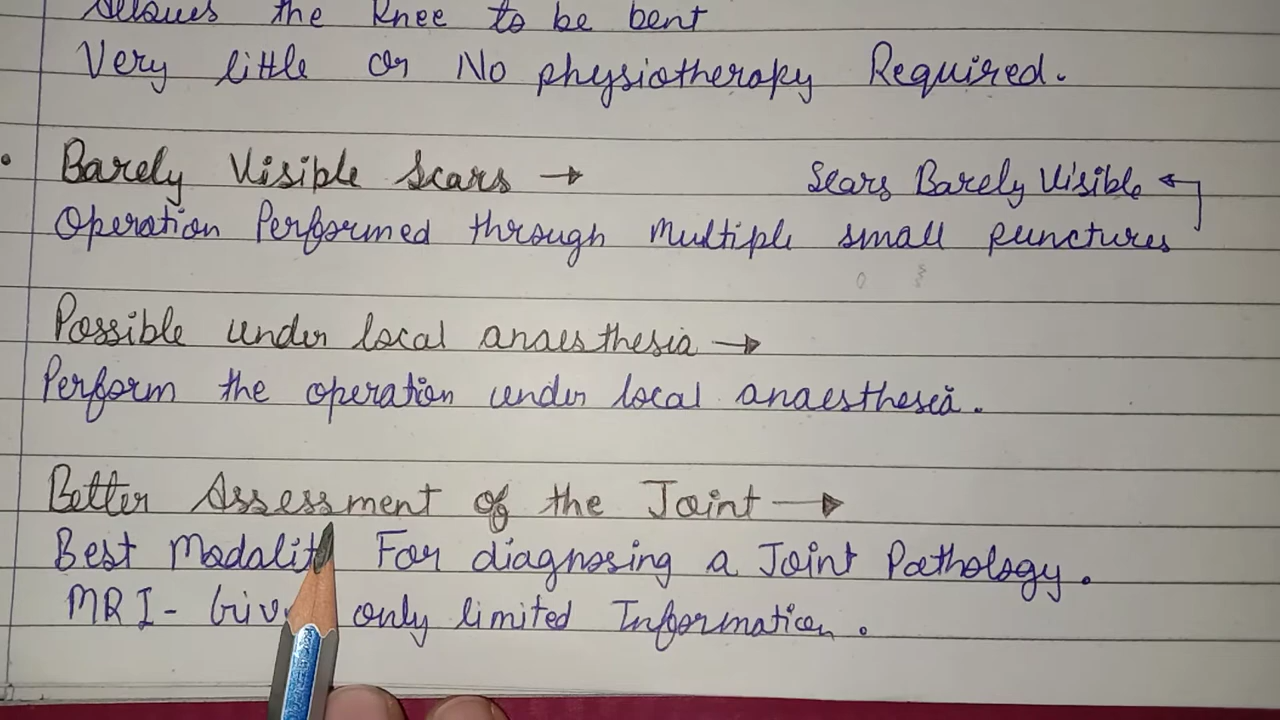 Allows the Knee to be bent
Very little or No physiotherapy Required.
Barely Visible Scars → Scars Barely Visible ←
Operation Performed through Multiple small punctures
Possible under local anaesthesia →
Perform the operation under local anaesthesia.
Better Assessment of the Joint →
Best Modalit For diagnosing a Joint Pathology.
MRI - Giv only limited Information.